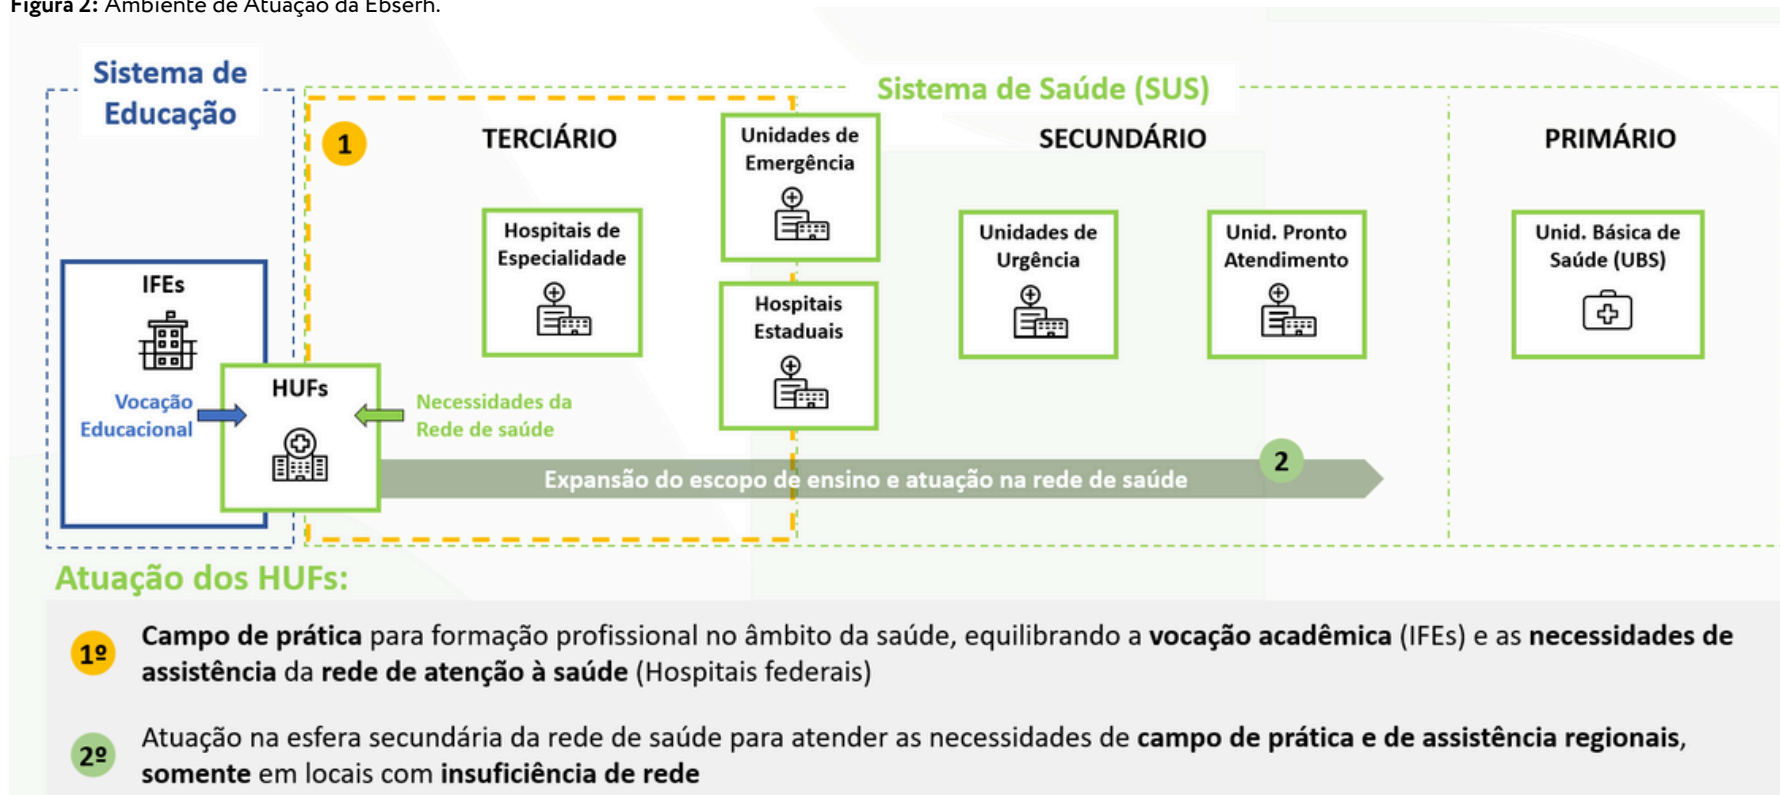 Figura 2: Ambiente de Atuação da Ebserh.
Sistema de
Educação
Sistema de Saúde (SUS)
1
TERCIÁRIO
SECUNDÁRIO
PRIMÁRIO
Unidades de
Emergência
Hospitais de
Especialidade
Unidades de
Urgência
Unid. Pronto
Atendimento
Unid. Básica de
Saúde (UBS)
IFEs
Hospitais
Estaduais
HUFs
Vocação
Educacional
Necessidades da
Rede de saúde
2
Expansão do escopo de ensino e atuação na rede de saúde
Atuação dos HUFs:
1º
Campo de prática para formação profissional no âmbito da saúde, equilibrando a vocação acadêmica (IFEs) e as necessidades de
assistência da rede de atenção à saúde (Hospitais federais)
2º
Atuação na esfera secundária da rede de saúde para atender as necessidades de campo de prática e de assistência regionais,
somente em locais com insuficiência de rede